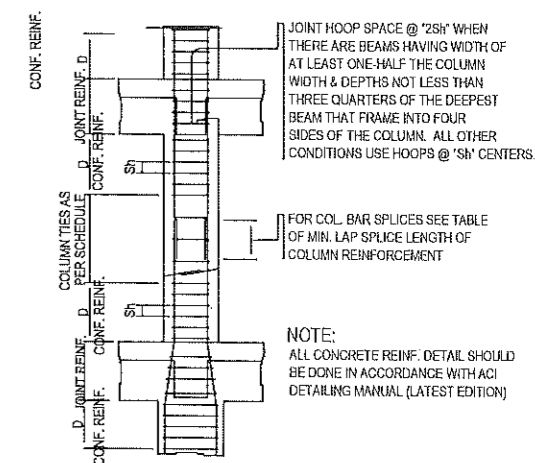 JOINT HOOP SPACE @ "2Sh" WHEN
THERE ARE BEAMS HAVING WIDTH OF
AT LEAST ONE-HALF THE COLUMN
WIDTH & DEPTHS NOT LESS THAN
THREE QUARTERS OF THE DEEPEST
BEAM THAT FRAME INTO FOUR
SIDES OF THE COLUMN. ALL OTHER
CONDITIONS USE HOOPS @ "Sh" CENTERS.
FOR COL. BAR SPLICES SEE TABLE
OF MIN. LAP SPLICE LENGTH OF
COLUMN REINFORCEMENT
NOTE:
ALL CONCRETE REINF. DETAIL SHOULD
BE DONE IN ACCORDANCE WITH ACI
DETAILING MANUAL (LATEST EDITION)
CONF. REINF.
D
JOINT REINF.
D
CONF. REINF.
Sh
COLUMN TIES AS
PER SCHEDULE
Sh
D
CONF. REINF.
JOINT REINF.
D
CONF. REINF.